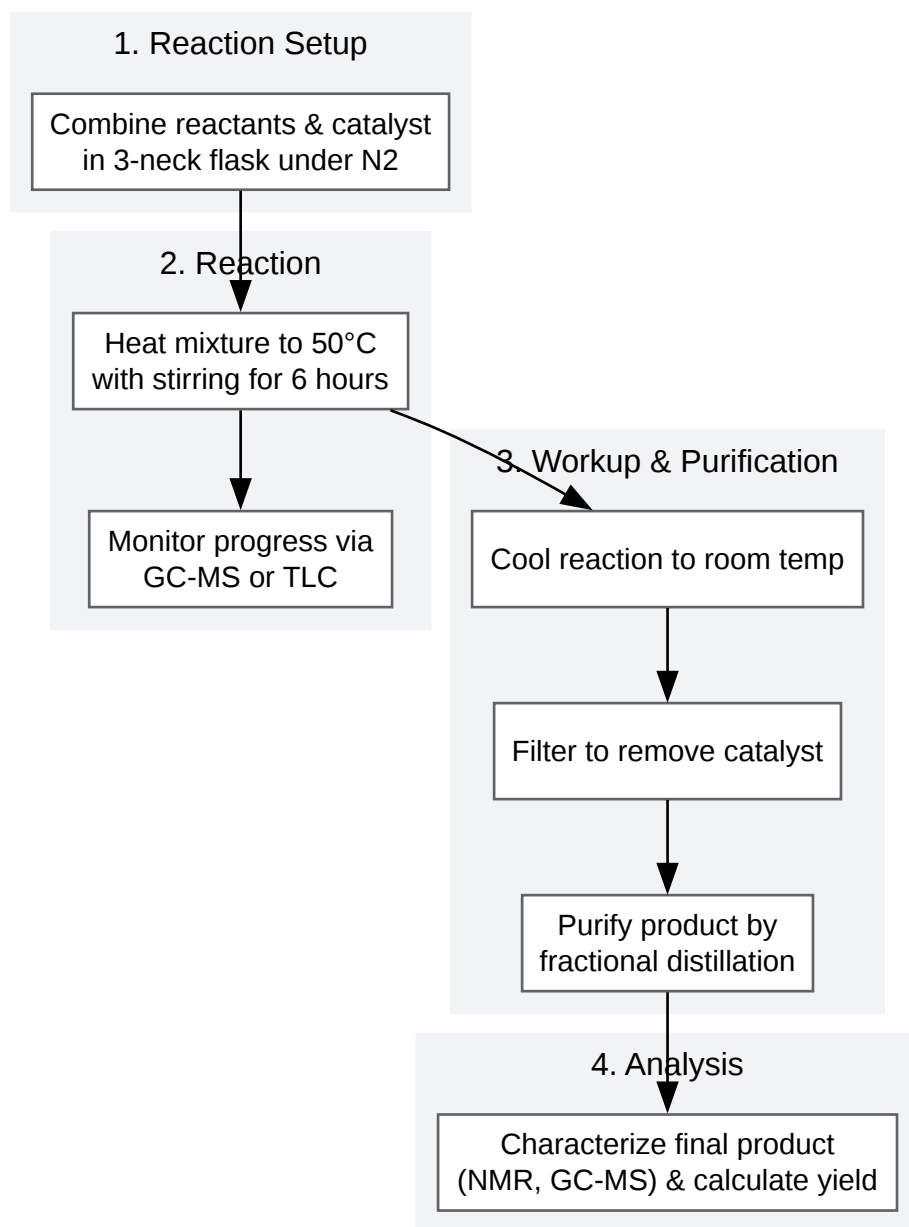 1. Reaction Setup
Combine reactants & catalyst
in 3-neck flask under N2
2. Reaction
Heat mixture to 50°C
with stirring for 6 hours
Monitor progress via
GC-MS or TLC
3. Workup & Purification
Cool reaction to room temp
Filter to remove catalyst
Purify product by
fractional distillation
4. Analysis
Characterize final product
(NMR, GC-MS) & calculate yield